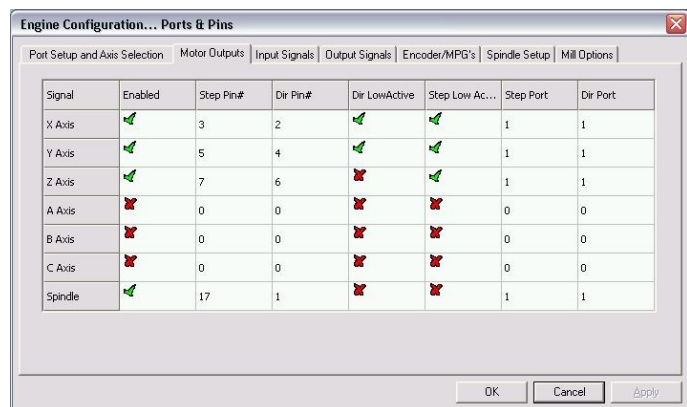 Engine Configuration... Ports & Pins
Port Setup and Axis Selection Motor Outputs Input Signals Output Signals Encoder/MPG's Spindle Setup Mill Options
Signal Enabled Step Pin# Dir Pin# Dir LowActive Step Low Ac... Step Port Dir Port
X Axis 3 2 1 1
Y Axis 5 4 1 1
Z Axis 7 6 1 1
A Axis 0 0 0 0
B Axis 0 0 0 0
C Axis 0 0 0 0
Spindle 17 1 1 1
OK Cancel Apply